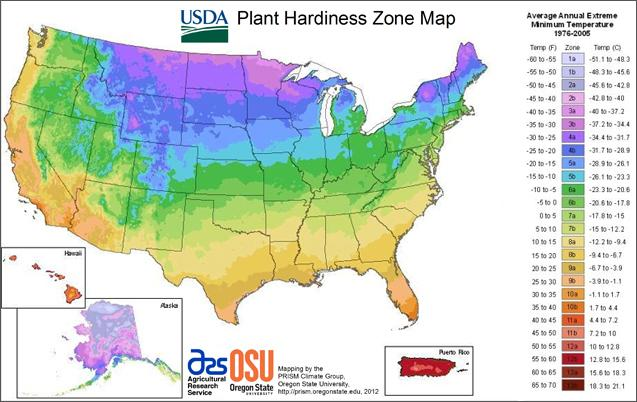 USDA Plant Hardiness Zone Map
Average Annual Extreme
Minimum Temperature
1976-2005
Temp (F) Zone Temp (C)
-60 to -55 1a -51.1 to -48.3
-55 to -50 1b -48.3 to -45.6
-50 to -45 2a -45.6 to -42.8
-45 to -40 2b -42.8 to -40
-40 to -35 3a -40 to -37.2
-35 to -30 3b -37.2 to -34.4
-30 to -25 4a -34.4 to -31.7
-25 to -20 4b -31.7 to -28.9
-20 to -15 5a -28.9 to -26.1
-15 to -10 5b -26.1 to -23.3
-10 to -5 6a -23.3 to -20.6
-5 to 0 6b -20.6 to -17.8
0 to 5 7a -17.8 to -15
5 to 10 7b -15 to -12.2
10 to 15 8a -12.2 to -9.4
15 to 20 8b -9.4 to -6.7
20 to 25 9a -6.7 to -3.9
25 to 30 9b -3.9 to -1.1
30 to 35 10a -1.1 to 1.7
35 to 40 10b 1.7 to 4.4
40 to 45 11a 4.4 to 7.2
45 to 50 11b 7.2 to 10
50 to 55 12a 10 to 12.8
55 to 60 12b 12.8 to 15.6
60 to 65 13a 15.6 to 18.3
65 to 70 13b 18.3 to 21.1
Hawaii
Alaska
Puerto Rico
ars
Agricultural
Research
Service
OSU
Oregon State
UNIVERSITY
Mapping by the
PRISM Climate Group,
Oregon State University,
http://prism.oregonstate.edu, 2012